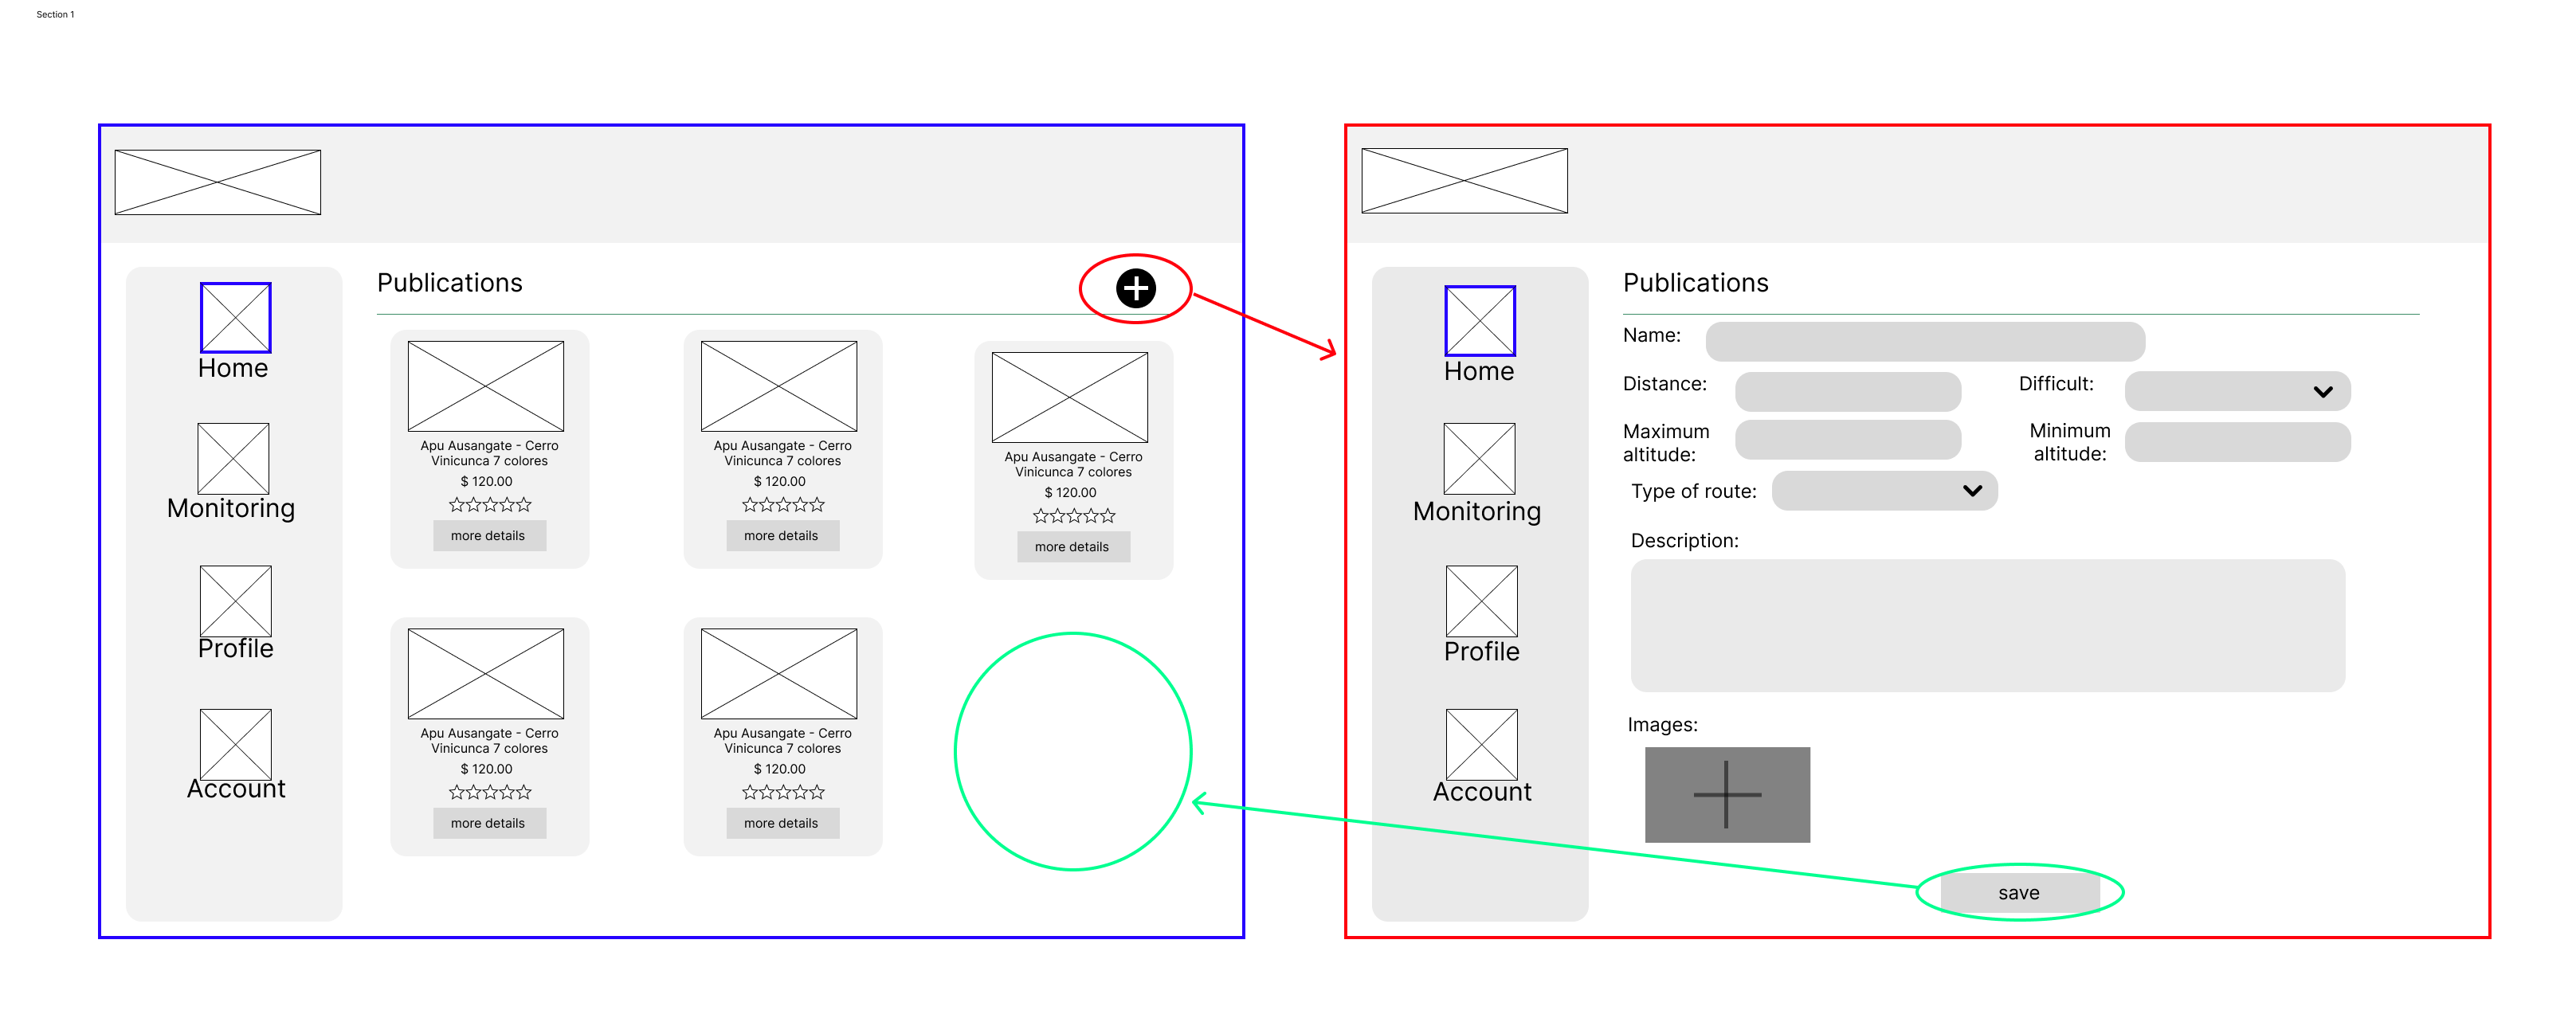 Section 1
Home
Monitoring
Profile
Account
Publications
Apu Ausangate - Cerro
Vinicunca 7 colores
$ 120.00
more details
Apu Ausangate - Cerro
Vinicunca 7 colores
$ 120.00
more details
Apu Ausangate - Cerro
Vinicunca 7 colores
$ 120.00
more details
Apu Ausangate - Cerro
Vinicunca 7 colores
$ 120.00
more details
Apu Ausangate - Cerro
Vinicunca 7 colores
$ 120.00
more details
Home
Monitoring
Profile
Account
Publications
Name:
Distance:
Difficult:
Maximum
altitude:
Minimum
altitude:
Type of route:
Description:
Images:
save